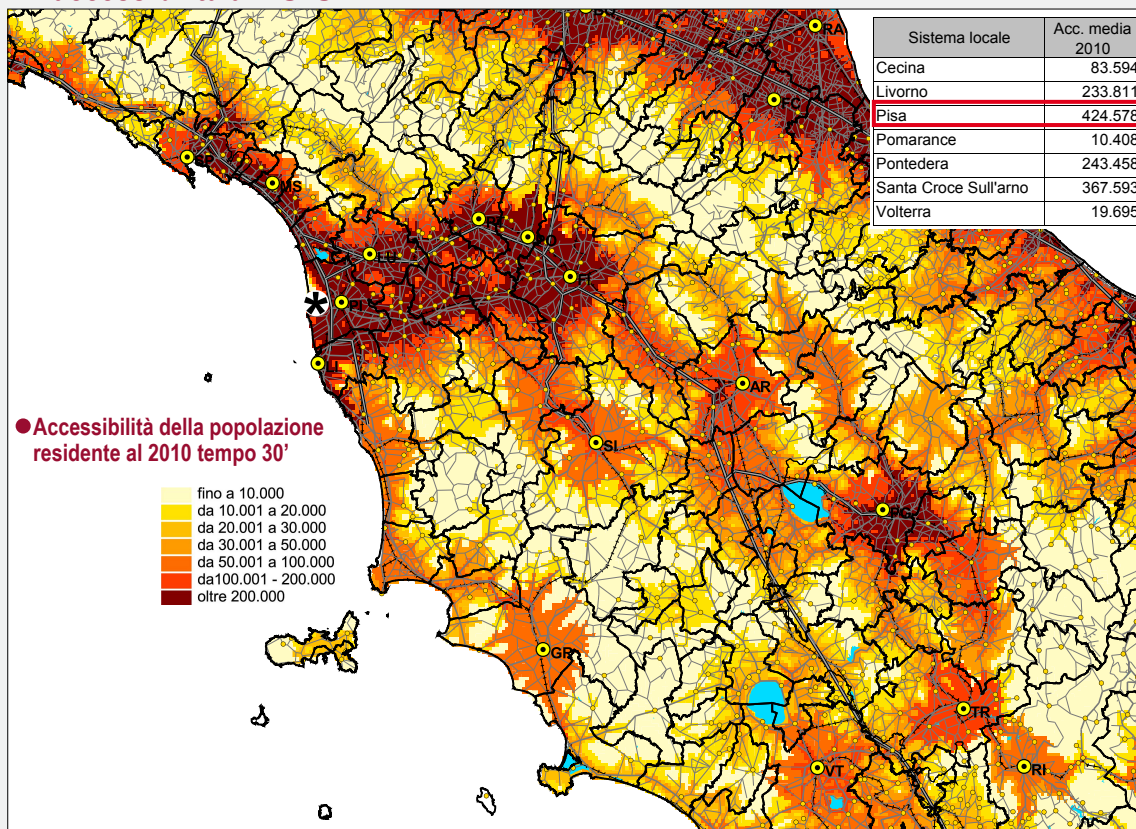 Sistema locale
Acc. media 2010
Cecina 83.594
Livorno 233.811
Pisa 424.578
Pomarance 10.408
Pontedera 243.458
Santa Croce Sull'arno 367.593
Volterra 19.695
RA
FC
MS
LU
PI
LI
AR
SI
PG
GR
TR
VT
RI
*
Accessibilità della popolazione
residente al 2010 tempo 30'
fino a 10.000
da 10.001 a 20.000
da 20.001 a 30.000
da 30.001 a 50.000
da 50.001 a 100.000
da100.001 - 200.000
oltre 200.000